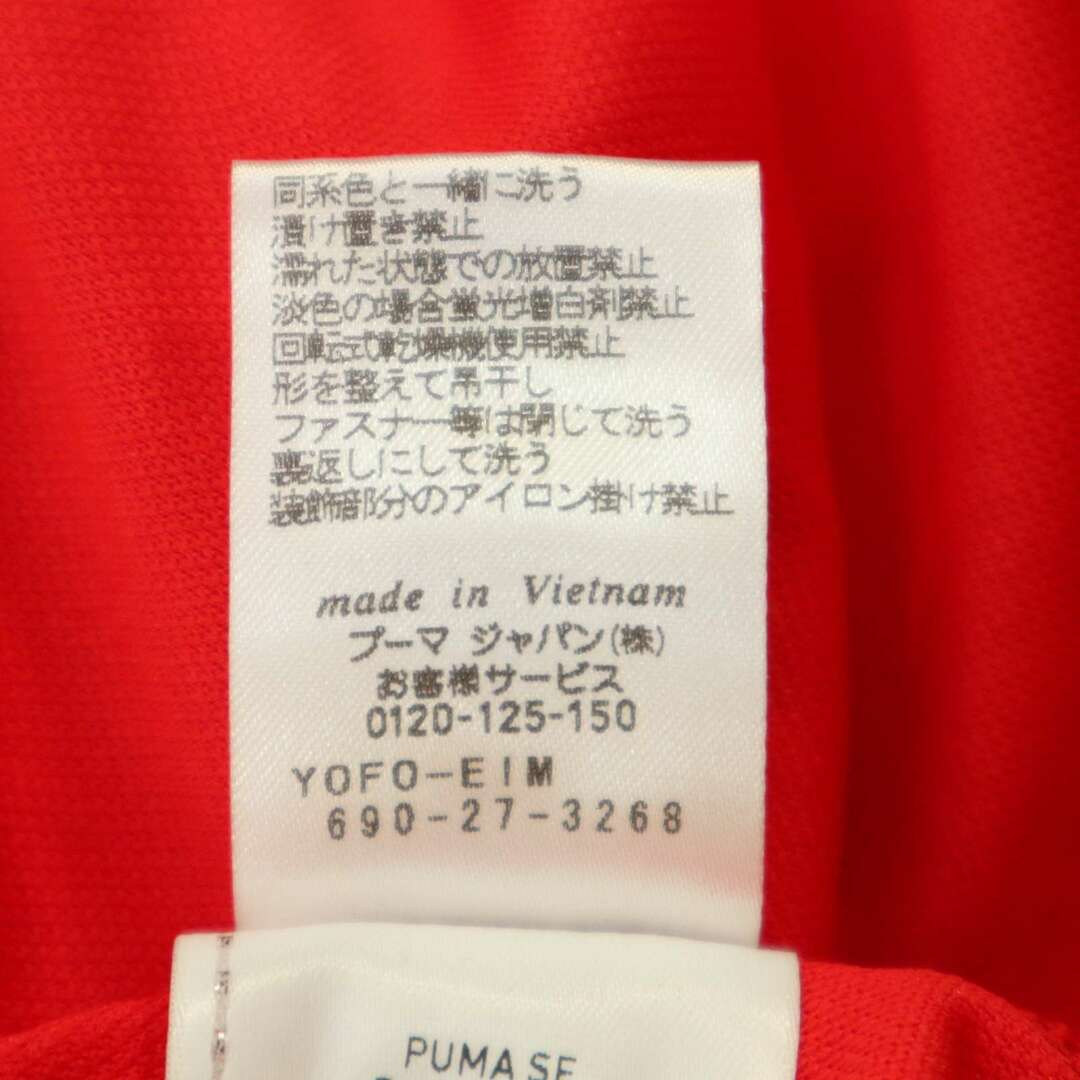 同系色と一緒に洗う
漬け置き禁止
濡れた状態での放置禁止
淡色の場合蛍光増白剤禁止
回転式乾燥機使用禁止
形を整えて吊干し
ファスナー等は閉じて洗う
裏返しにして洗う
装飾部分のアイロン掛け禁止
made in Vietnam
プーマ ジャパン(株)
お客様サービス
0120-125-150
YOFO-EIM
690-27-3268
PUMA SE